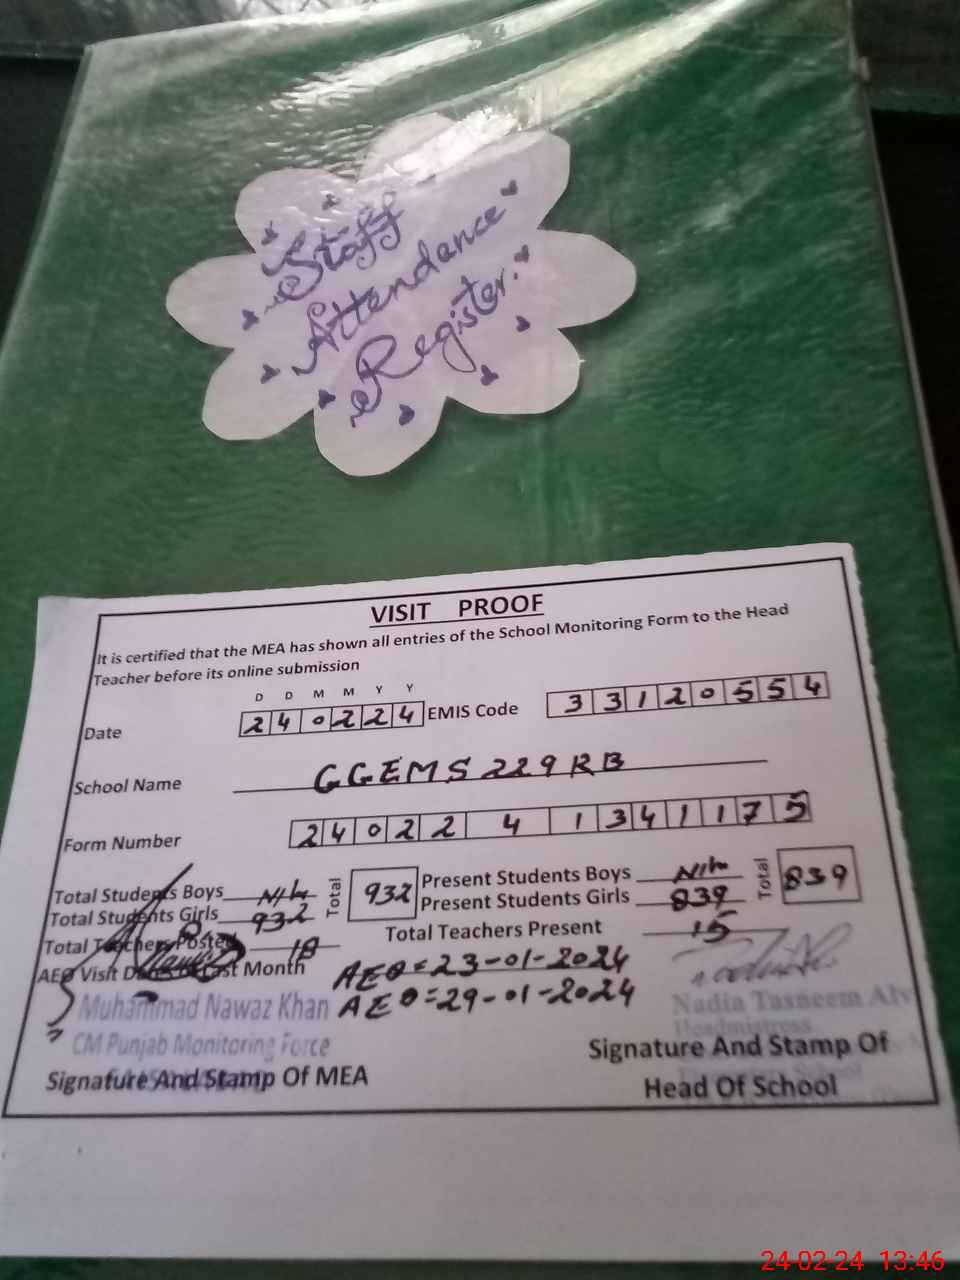 Staff
Attendance
Register.
VISIT PROOF
It is certified that the MEA has shown all entries of the School Monitoring Form to the Head
Teacher before its online submission
D D M M Y Y
Date 240224 EMIS Code 33120554
School Name GGEMS 229 RB
Form Number 2402241341175
Total Students Boys Nil Total 932 Present Students Boys Nil Total 839
Total Students Girls 932 Present Students Girls 839
Total Teachers Posted 18 Total Teachers Present 15
AEO Visit Dates of Last Month AEO = 23-01-2024
AEO = 29-01-2024
Muhammad Nawaz Khan Nadia Tasneem
CM Punjab Monitoring Force Headmistress
Signature And Stamp Of MEA Signature And Stamp Of
Head Of School
24-02-24 13:46